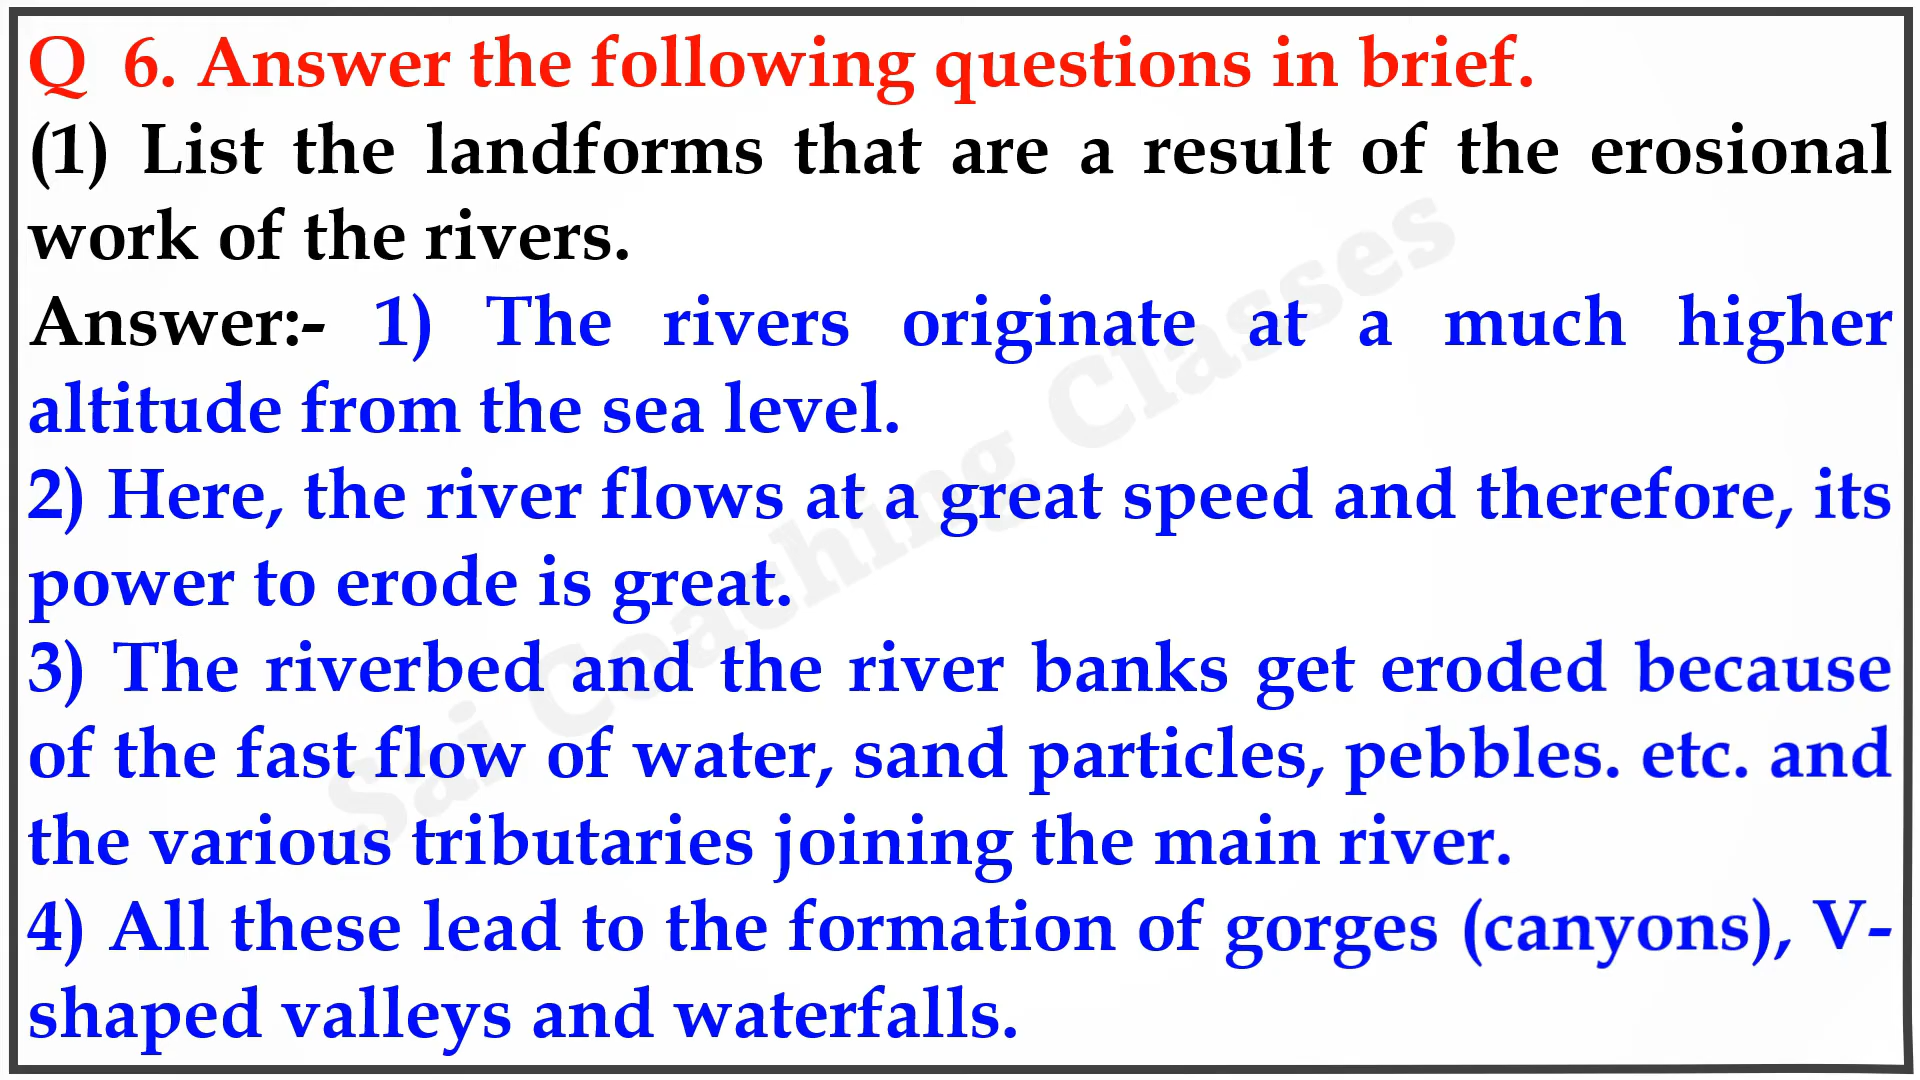 Q 6. Answer the following questions in brief.
(1) List the landforms that are a result of the erosional
work of the rivers.
Answer:- 1) The rivers originate at a much higher
altitude from the sea level.
2) Here, the river flows at a great speed and therefore, its
power to erode is great.
3) The riverbed and the river banks get eroded because
of the fast flow of water, sand particles, pebbles. etc. and
the various tributaries joining the main river.
4) All these lead to the formation of gorges (canyons), V-
shaped valleys and waterfalls.
Sai Coaching Classes